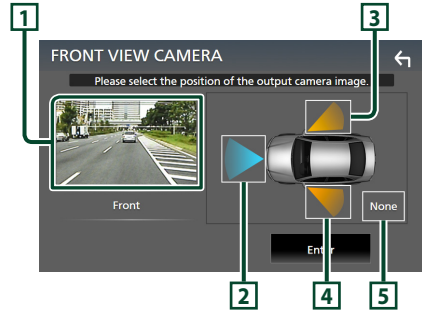 1
3
FRONT VIEW CAMERA
Please select the position of the output camera image.
Front
None
Enter
2
4
5